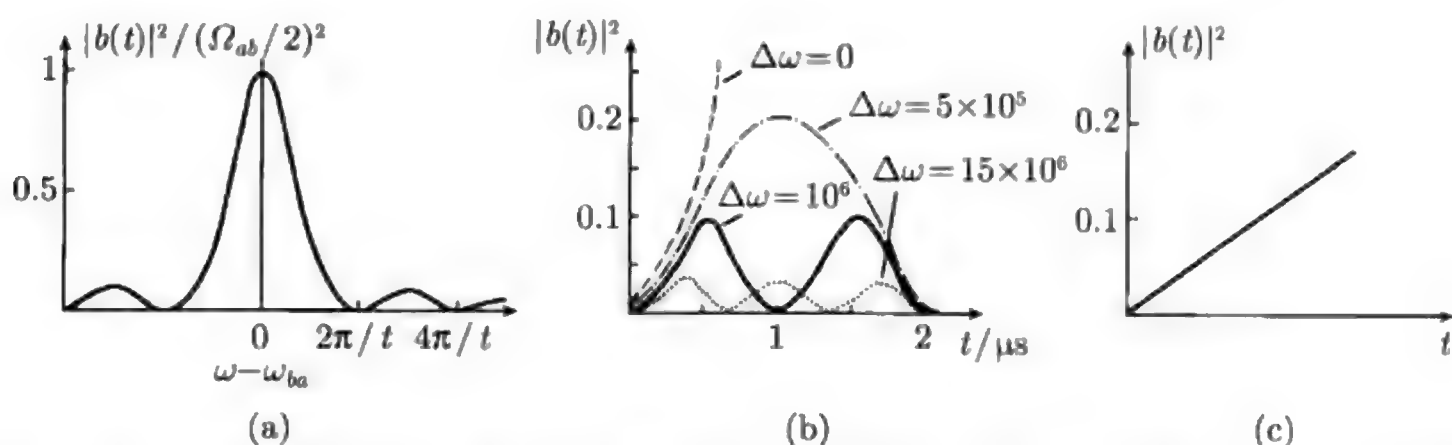 |b(t)|²/(Ω_ab/2)²
1
0.5
0 2π/t 4π/t
ω−ω_ba
(a)
|b(t)|²
Δω=0
Δω=5×10⁵
0.2
Δω=15×10⁶
Δω=10⁶
0.1
1 2 t/μs
(b)
|b(t)|²
0.2
0.1
t
(c)